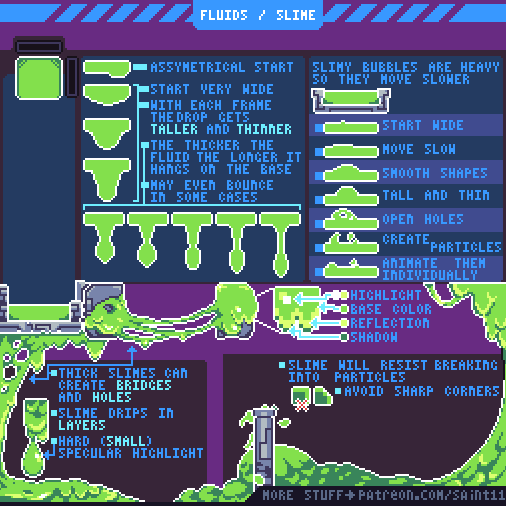 FLUIDS / SLIME
ASSYMETRICAL START
START VERY WIDE
WITH EACH FRAME
THEDROP GETS
TALLER AND THINNER
THE THICKER THE
FLUID THE LONGER IT
HANGS ON THE BASE
MAY EVEN BOUNCE
IN SOME CASES
SLIMY BUBBLES ARE HEAVY
SO THEY MOVE SLOWER
START WIDE
MOVE SLOW
SMOOTH SHAPES
TALL AND THIN
OPEN HOLES
CREATE
PARTICLES
ANIMATE THEM
INDIVIDUALLY
HIGHLIGHT
BASE COLOR
REFLECTION
SHADOW
THICK SLIMES CAN
CREATE BRIDGES
AND HOLES
SLIME DRIPS IN
LAYERS
HARD (SMALL)
SPECULAR HIGHLIGHT
SLIME WILL RESIST BREAKING
INTO PARTICLES
AVOID SHARP CORNERS
MORE STUFF→PATREON.COM/SAINT11